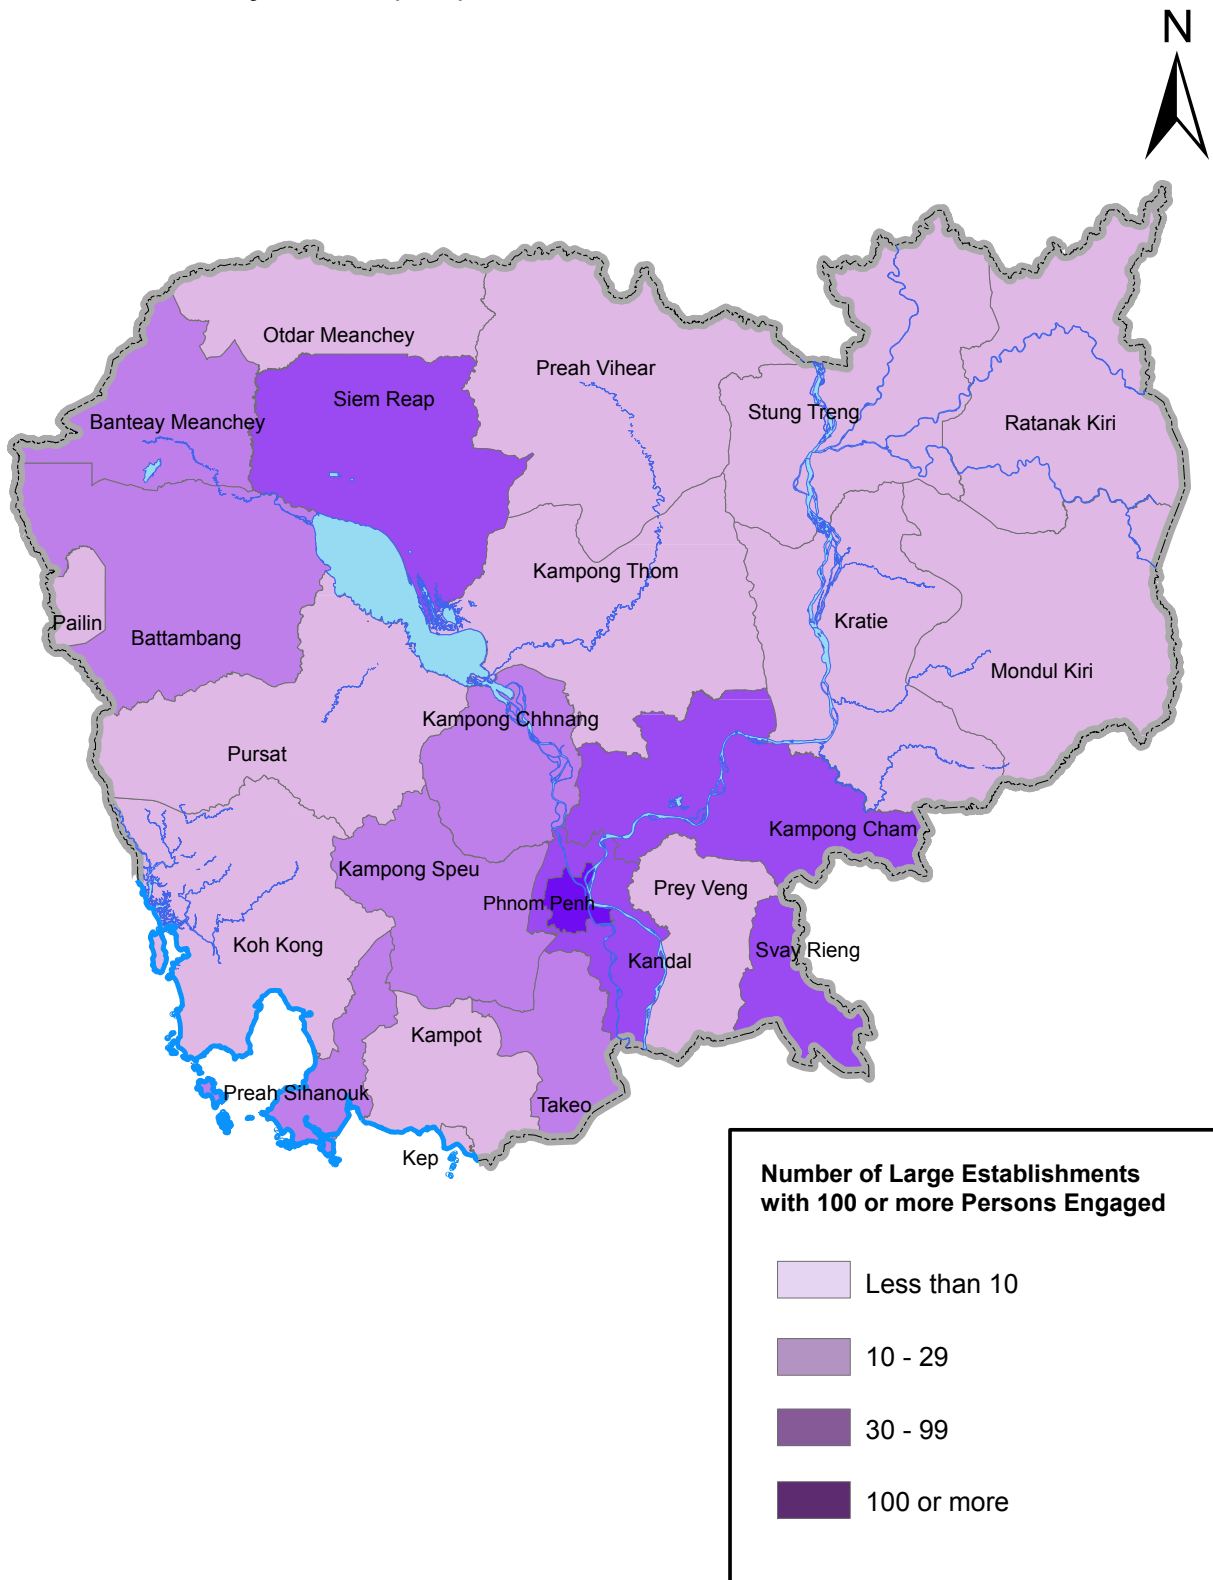 N
Otdar Meanchey
Preah Vihear
Siem Reap
Stung Treng
Banteay Meanchey
Ratanak Kiri
Kampong Thom
Pailin
Kratie
Battambang
Mondul Kiri
Kampong Chhnang
Pursat
Kampong Cham
Kampong Speu
Prey Veng
Phnom Penh
Koh Kong
Svay Rieng
Kandal
Kampot
Preah Sihanouk
Takeo
Kep
Number of Large Establishments
with 100 or more Persons Engaged
Less than 10
10 - 29
30 - 99
100 or more